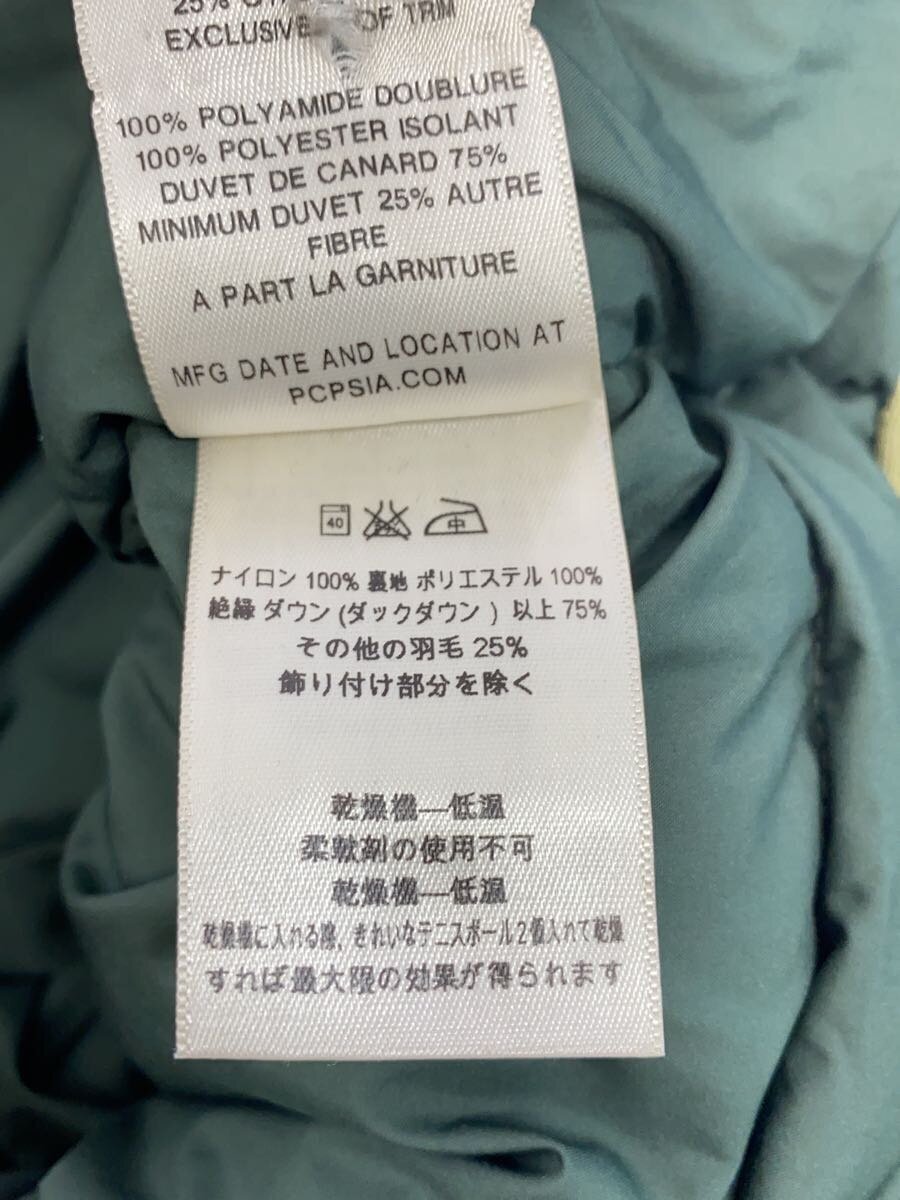 25%
EXCLUSIVE OF TRIM
100% POLYAMIDE DOUBLURE
100% POLYESTER ISOLANT
DUVET DE CANARD 75%
MINIMUM DUVET 25% AUTRE
FIBRE
A PART LA GARNITURE
MFG DATE AND LOCATION AT
PCPSIA.COM
40 中
ナイロン 100% 裏地 ポリエステル 100%
絶縁 ダウン (ダックダウン ) 以上 75%
その他の羽毛 25%
飾り付け部分を除く
乾燥機—低温
柔軟剤の使用不可
乾燥機—低温
乾燥機に入れる際、きれいなテニスボール2個入れて乾燥
すれば最大限の効果が得られます